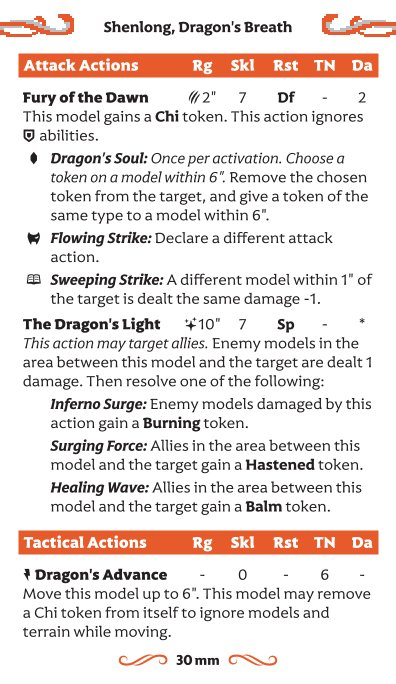 Shenlong, Dragon's Breath
Attack Actions Rg Skl Rst TN Da
Fury of the Dawn 2" 7 Df - 2
This model gains a Chi token. This action ignores
abilities.
Dragon's Soul: Once per activation. Choose a
token on a model within 6". Remove the chosen
token from the target, and give a token of the
same type to a model within 6".
Flowing Strike: Declare a different attack
action.
Sweeping Strike: A different model within 1" of
the target is dealt the same damage -1.
The Dragon's Light 10" 7 Sp - *
This action may target allies. Enemy models in the
area between this model and the target are dealt 1
damage. Then resolve one of the following:
Inferno Surge: Enemy models damaged by this
action gain a Burning token.
Surging Force: Allies in the area between this
model and the target gain a Hastened token.
Healing Wave: Allies in the area between this
model and the target gain a Balm token.
Tactical Actions Rg Skl Rst TN Da
Dragon's Advance - 0 - 6 -
Move this model up to 6". This model may remove
a Chi token from itself to ignore models and
terrain while moving.
30 mm